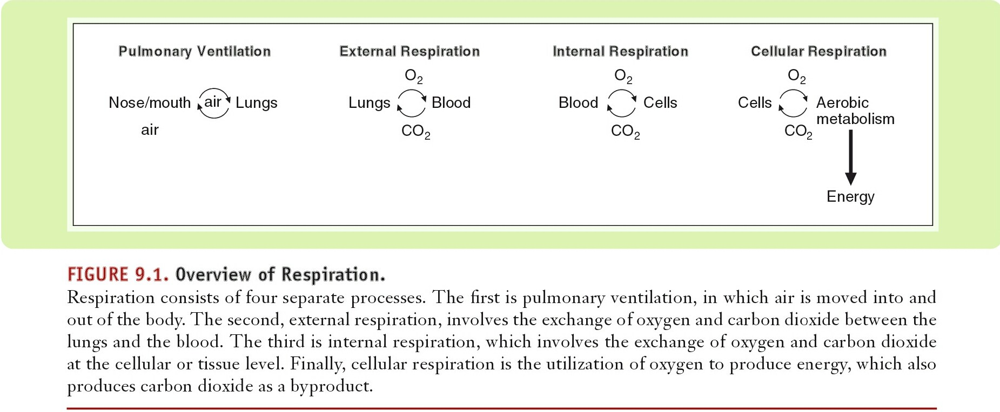 Pulmonary Ventilation
Nose/mouth air Lungs
air
External Respiration
O2
Lungs Blood
CO2
Internal Respiration
O2
Blood Cells
CO2
Cellular Respiration
O2
Cells Aerobic
metabolism
CO2
Energy
FIGURE 9.1. Overview of Respiration.
Respiration consists of four separate processes. The first is pulmonary ventilation, in which air is moved into and
out of the body. The second, external respiration, involves the exchange of oxygen and carbon dioxide between the
lungs and the blood. The third is internal respiration, which involves the exchange of oxygen and carbon dioxide
at the cellular or tissue level. Finally, cellular respiration is the utilization of oxygen to produce energy, which also
produces carbon dioxide as a byproduct.